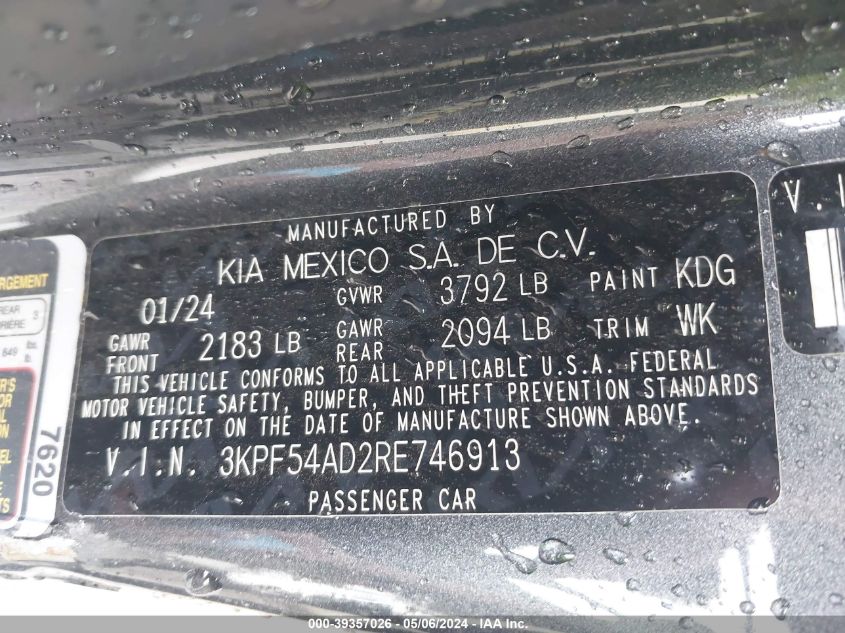 MANUFACTURED BY
KIA MEXICO S.A. DE C.V.
01/24 GVWR 3792 LB PAINT KDG
GAWR FRONT 2183 LB GAWR REAR 2094 LB TRIM WK
THIS VEHICLE CONFORMS TO ALL APPLICABLE U.S.A. FEDERAL
MOTOR VEHICLE SAFETY, BUMPER, AND THEFT PREVENTION STANDARDS
IN EFFECT ON THE DATE OF MANUFACTURE SHOWN ABOVE.
V.I.N. 3KPF54AD2RE746913
PASSENGER CAR
REAR
3
649
7620
V.I
000-39357026 - 05/06/2024 - © IAA Inc.